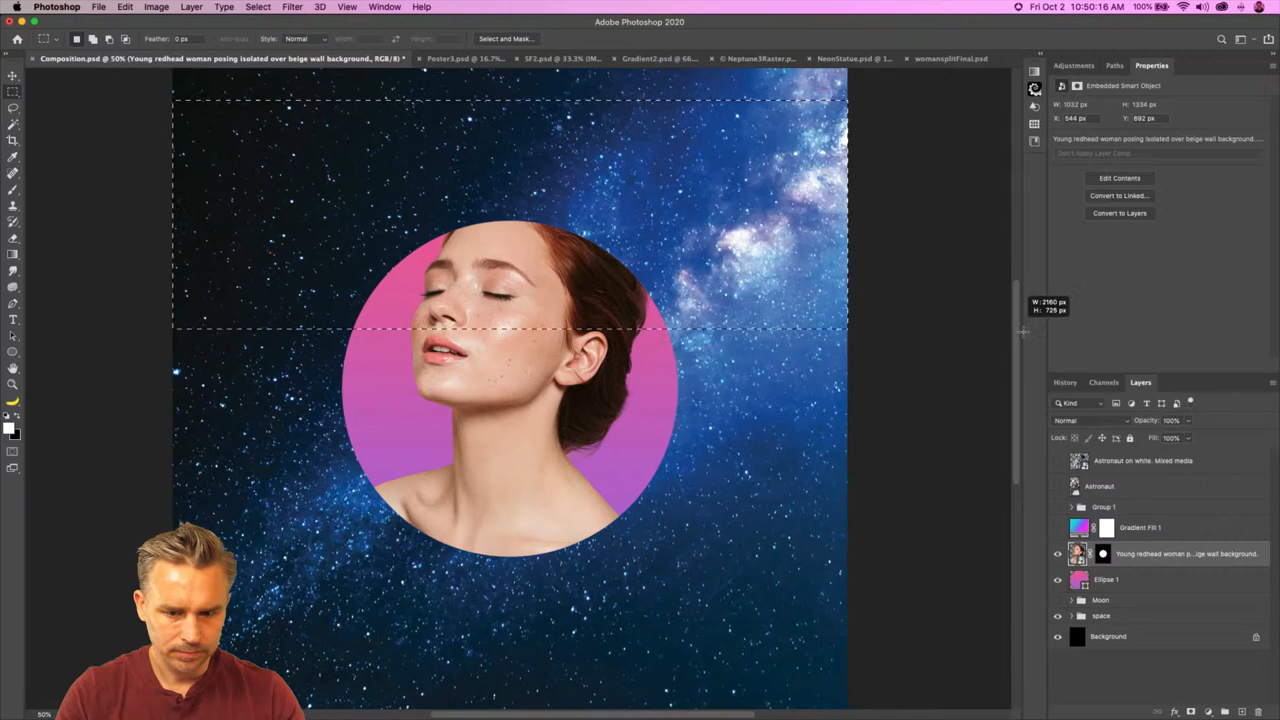 Photoshop File Edit Image Layer Type Select Filter 3D View Window Help
100% Fri Oct 2 10:50:16 AM
Adobe Photoshop 2020
Feather: 0 px Anti-alias Style: Normal Width: Height: Select and Mask...
Composition.psd @ 50% (Young redhead woman posing isolated over beige wall background., RGB/8) *
Poster3.psd @ 16.7%...
SF2.psd @ 33.3% (IM...
Gradient2.psd @ 66....
© Neptune3Raster.p...
NeonStatue.psd @ 1...
womansplitFinal.psd
Adjustments Paths Properties
Embedded Smart Object
W: 1032 px H: 1334 px
X: 544 px Y: 692 px
Young redhead woman posing isolated over beige wall background.....
Don't Apply Layer Comp
Edit Contents
Convert to Linked...
Convert to Layers
W: 2160 px
H: 725 px
History Channels Layers
Kind
Normal Opacity: 100%
Lock: Fill: 100%
Astronaut on white. Mixed media
Astronaut
Group 1
Gradient Fill 1
Young redhead woman p...ige wall background.
Ellipse 1
Moon
space
Background
50%
fx